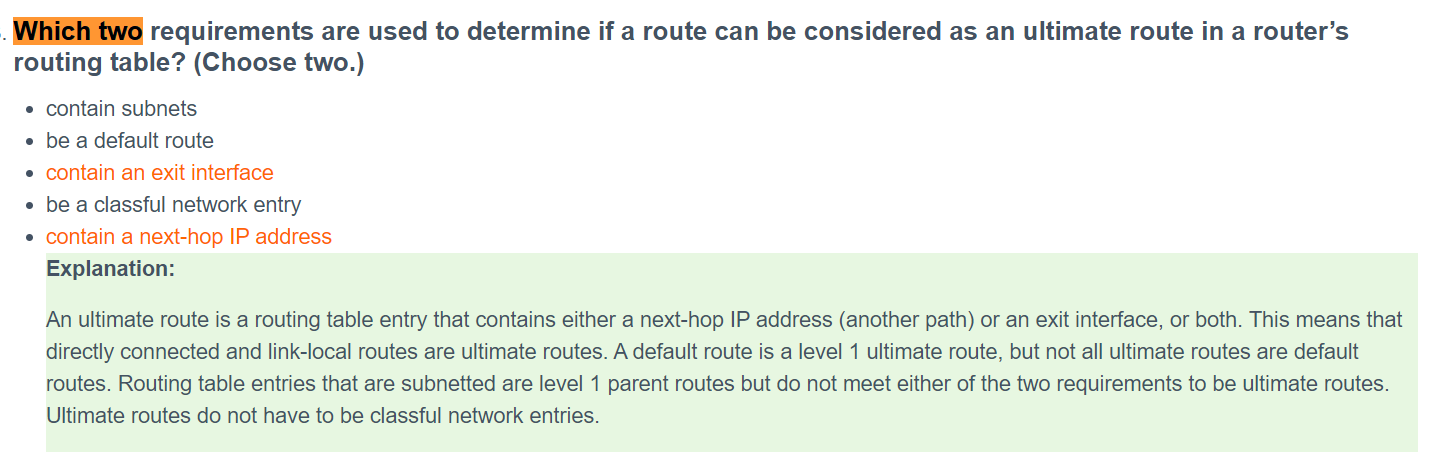 . Which two requirements are used to determine if a route can be considered as an ultimate route in a router’s
routing table? (Choose two.)
• contain subnets
• be a default route
• contain an exit interface
• be a classful network entry
• contain a next-hop IP address
Explanation:
An ultimate route is a routing table entry that contains either a next-hop IP address (another path) or an exit interface, or both. This means that
directly connected and link-local routes are ultimate routes. A default route is a level 1 ultimate route, but not all ultimate routes are default
routes. Routing table entries that are subnetted are level 1 parent routes but do not meet either of the two requirements to be ultimate routes.
Ultimate routes do not have to be classful network entries.